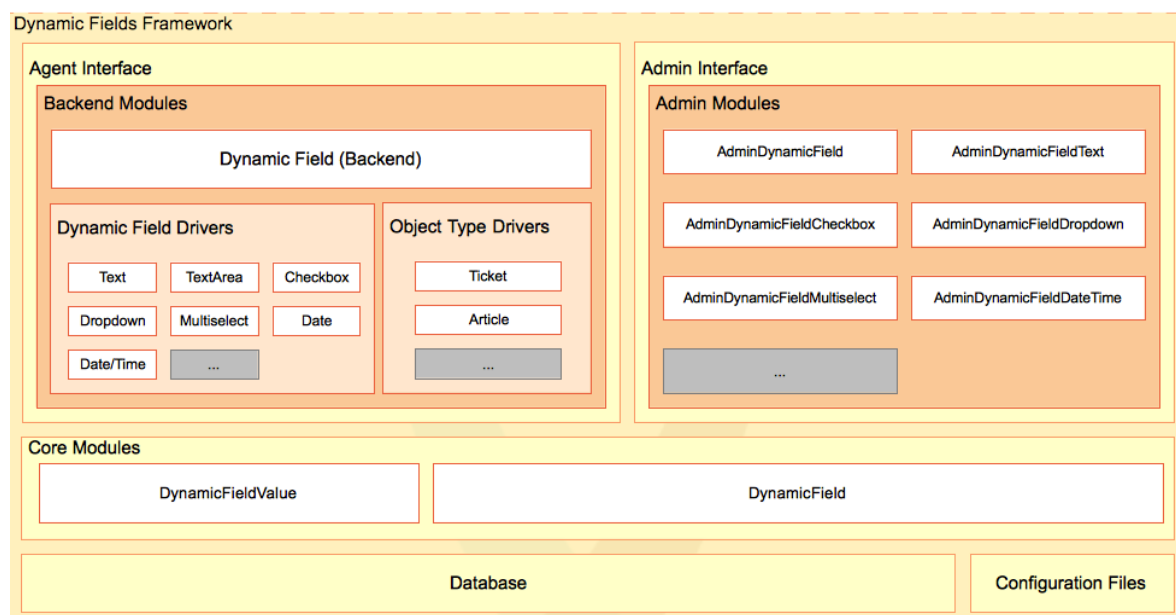 Dynamic Fields Framework
Agent Interface
Backend Modules
Dynamic Field (Backend)
Dynamic Field Drivers
Text
TextArea
Checkbox
Dropdown
Multiselect
Date
Date/Time
...
Object Type Drivers
Ticket
Article
...
Admin Interface
Admin Modules
AdminDynamicField
AdminDynamicFieldText
AdminDynamicFieldCheckbox
AdminDynamicFieldDropdown
AdminDynamicFieldMultiselect
AdminDynamicFieldDateTime
...
Core Modules
DynamicFieldValue
DynamicField
Database
Configuration Files